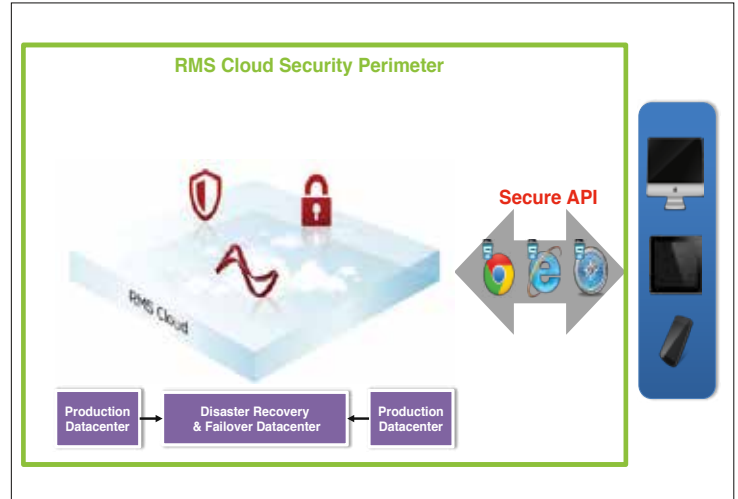 RMS Cloud Security Perimeter
Secure API
RMS Cloud
Production
Datacenter
Disaster Recovery
& Failover Datacenter
Production
Datacenter